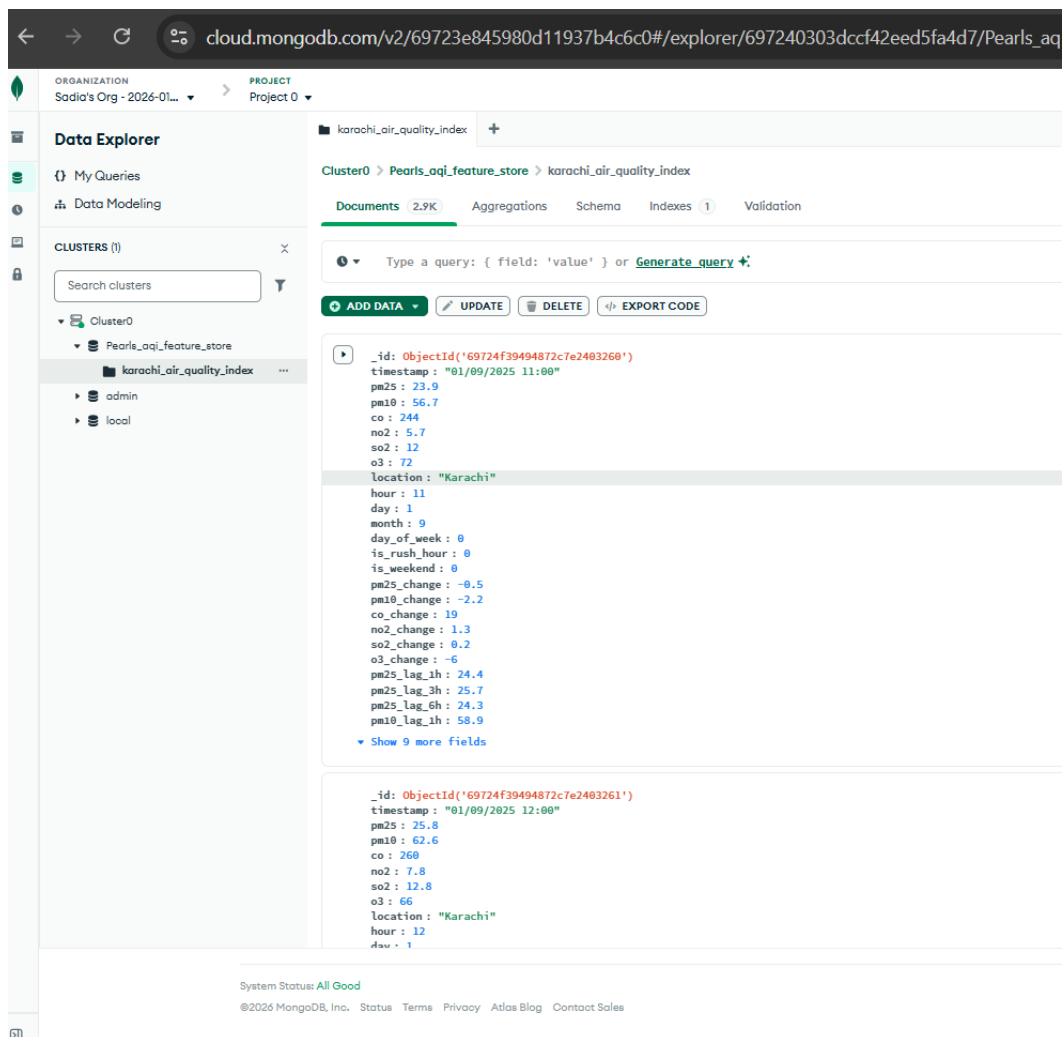 cloud.mongodb.com/v2/69723e845980d11937b4c6c0#/explorer/697240303dccf42eed5fa4d7/Pearls_aq
ORGANIZATION
Sadia's Org - 2026-01...
PROJECT
Project 0
Data Explorer
{} My Queries
Data Modeling
CLUSTERS (1)
Search clusters
Cluster0
Pearls_aqi_feature_store
karachi_air_quality_index ...
admin
local
karachi_air_quality_index +
Cluster0 > Pearls_aqi_feature_store > karachi_air_quality_index
Documents 2.9K Aggregations Schema Indexes 1 Validation
Type a query: { field: 'value' } or Generate query
ADD DATA UPDATE DELETE </> EXPORT CODE
_id: ObjectId('69724f39494872c7e2403260')
timestamp : "01/09/2025 11:00"
pm25 : 23.9
pm10 : 56.7
co : 244
no2 : 5.7
so2 : 12
o3 : 72
location : "Karachi"
hour : 11
day : 1
month : 9
day_of_week : 0
is_rush_hour : 0
is_weekend : 0
pm25_change : -0.5
pm10_change : -2.2
co_change : 19
no2_change : 1.3
so2_change : 0.2
o3_change : -6
pm25_lag_1h : 24.4
pm25_lag_3h : 25.7
pm25_lag_6h : 24.3
pm10_lag_1h : 58.9
Show 9 more fields
_id: ObjectId('69724f39494872c7e2403261')
timestamp : "01/09/2025 12:00"
pm25 : 25.8
pm10 : 62.6
co : 260
no2 : 7.8
so2 : 12.8
o3 : 66
location : "Karachi"
hour : 12
day : 1
System Status: All Good
©2026 MongoDB, Inc. Status Terms Privacy Atlas Blog Contact Sales